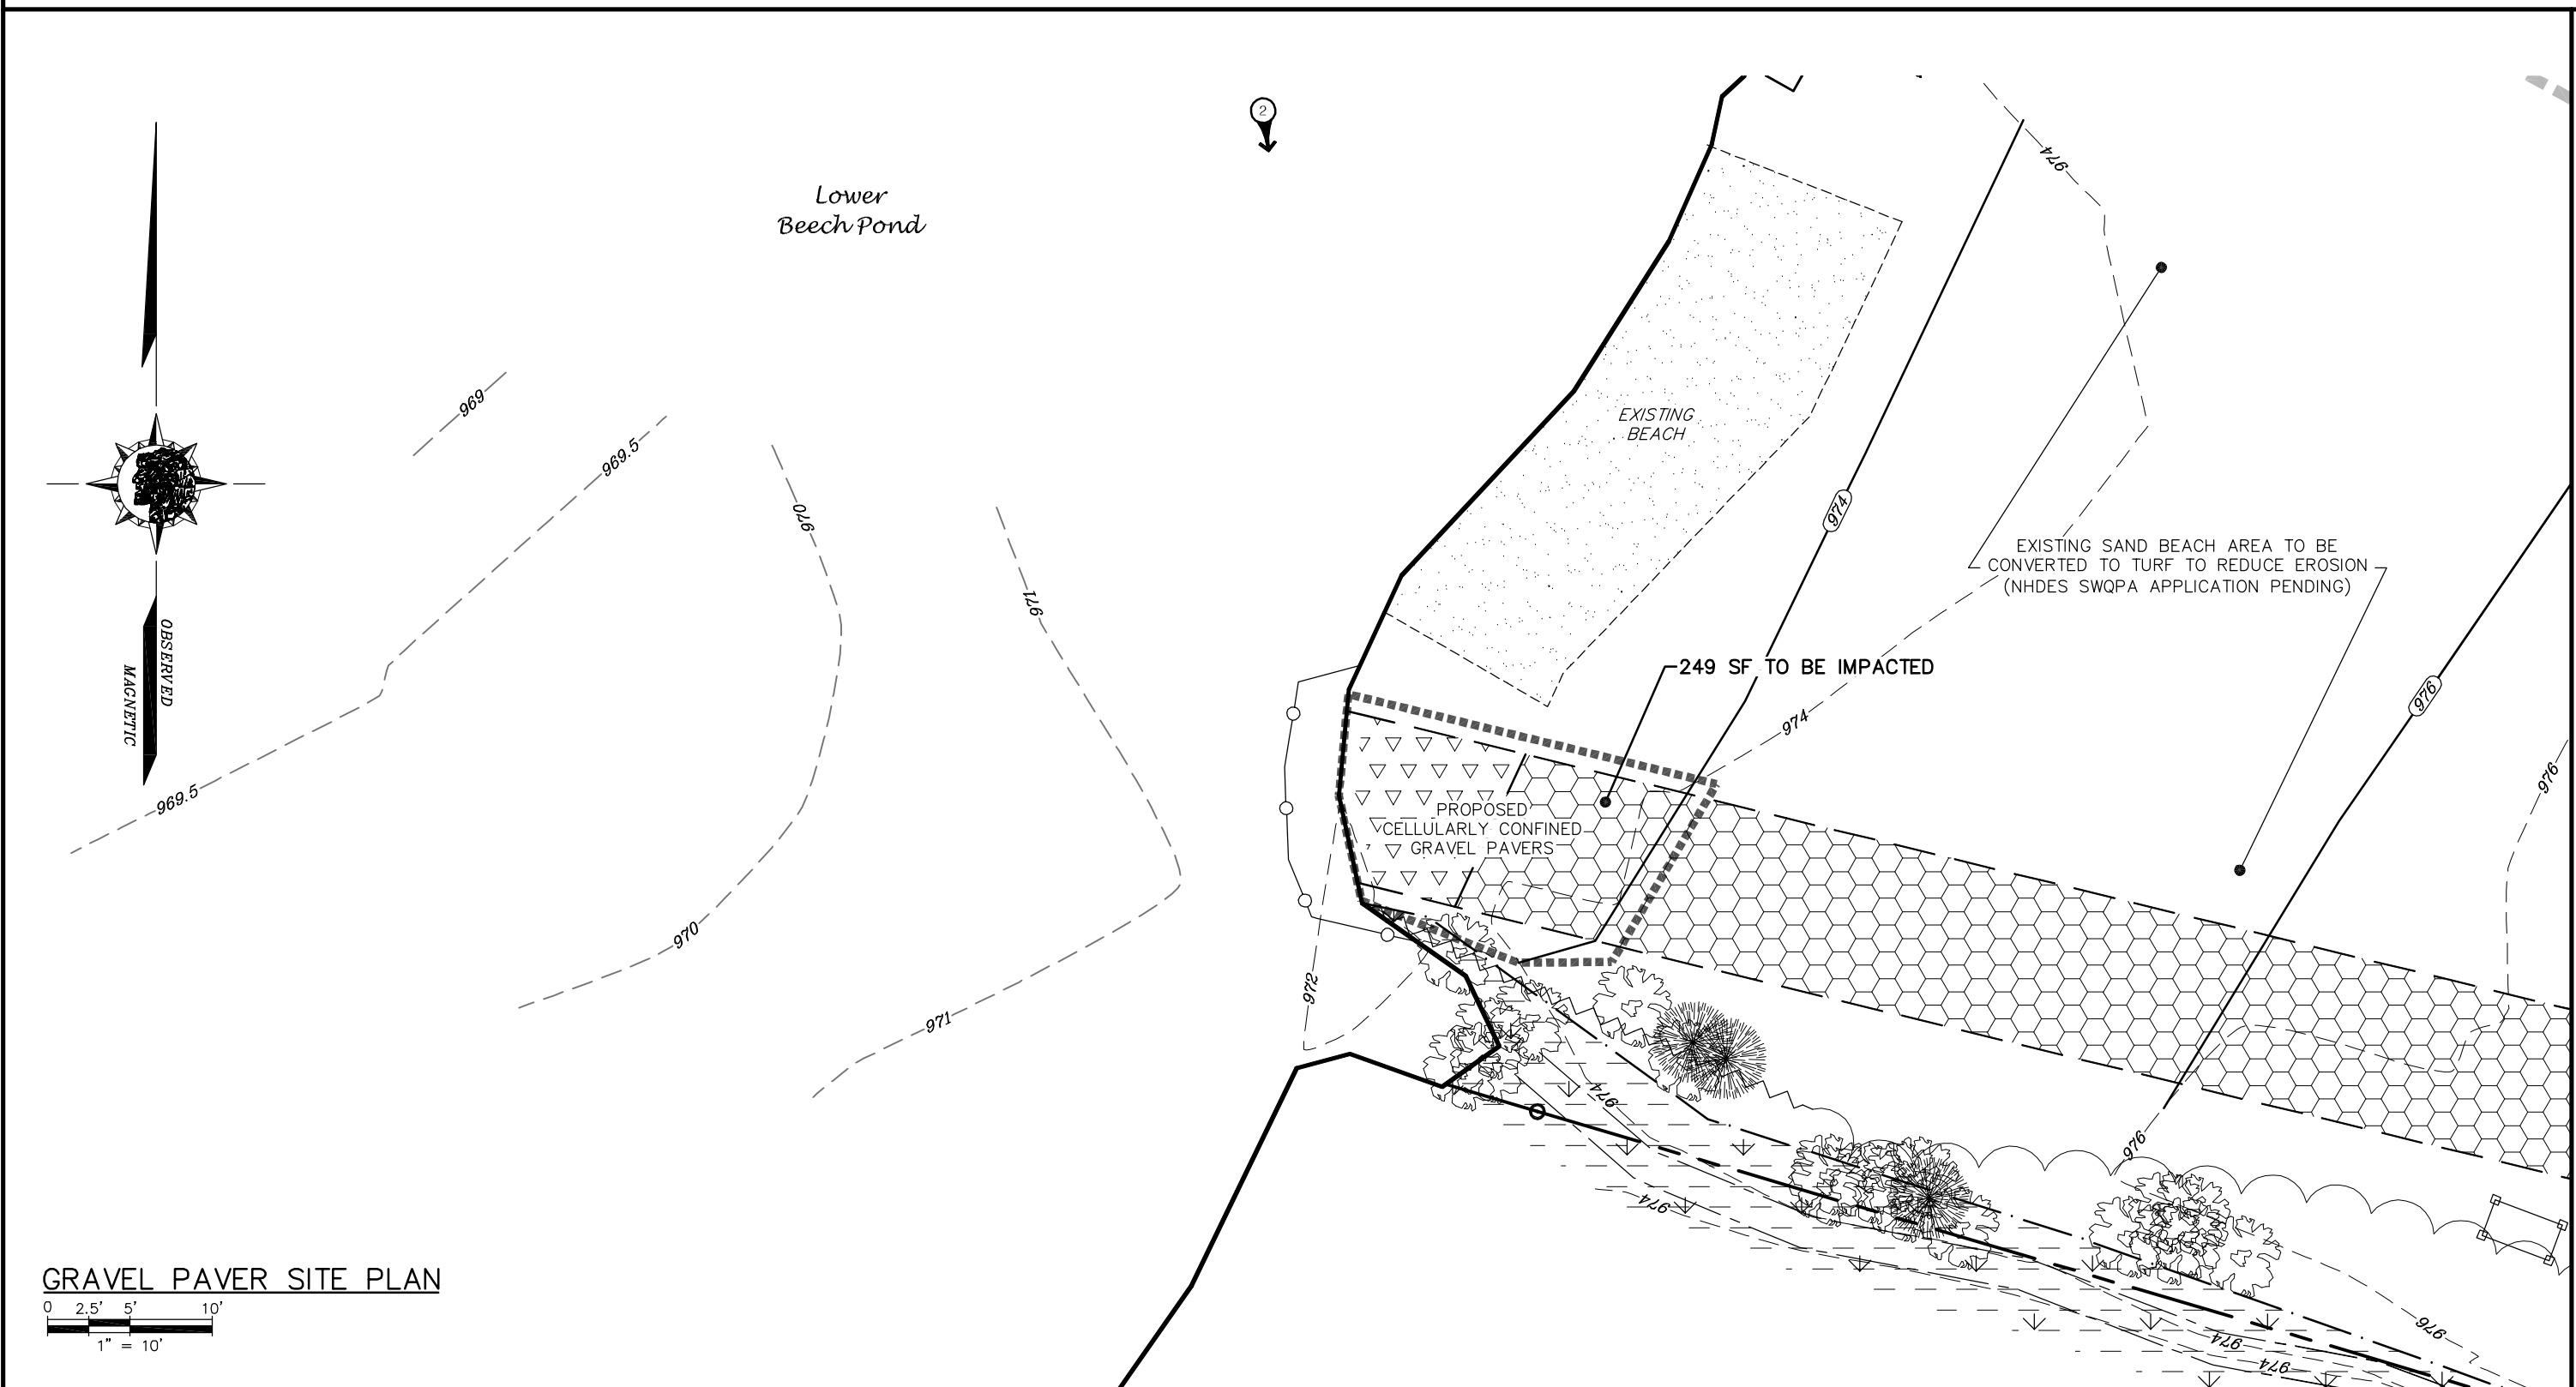 2
Lower
Beech Pond
974
969
969.5
970
971
EXISTING
BEACH
974
EXISTING SAND BEACH AREA TO BE
CONVERTED TO TURF TO REDUCE EROSION
(NHDES SWQPA APPLICATION PENDING)
OBSERVED
MAGNETIC
249 SF TO BE IMPACTED
974
976
976
969.5
PROPOSED
CELLULARLY CONFINED
GRAVEL PAVERS
970
972
971
974
976
974
GRAVEL PAVER SITE PLAN
0 2.5' 5' 10'
1" = 10'
974
974
976